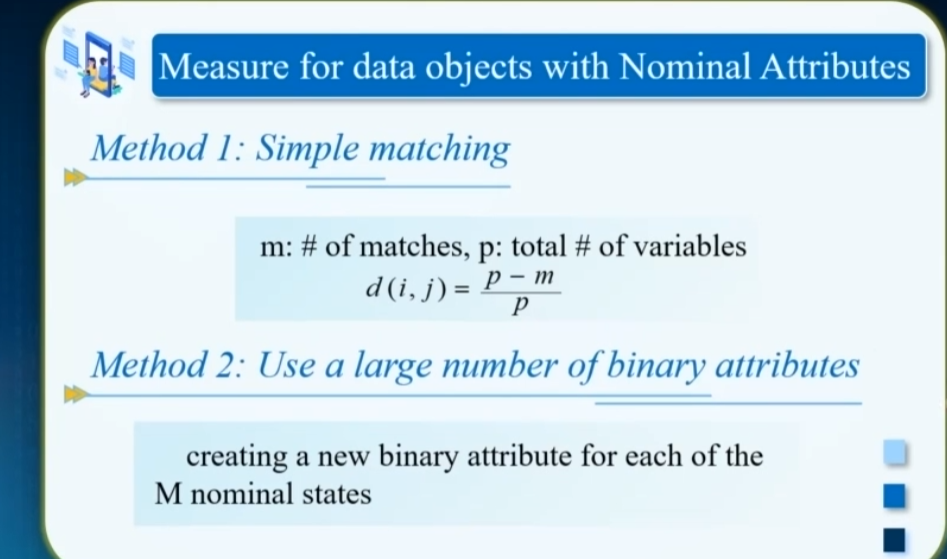 Measure for data objects with Nominal Attributes
Method 1: Simple matching
m: # of matches, p: total # of variables
d(i, j) = \frac{p - m}{p}
Method 2: Use a large number of binary attributes
creating a new binary attribute for each of the
M nominal states